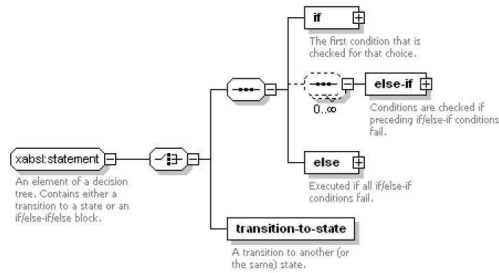 if
The first condition that is
checked for that choice.
else-if
0..∞
Conditions are checked if
preceding if/else-if conditions
fail.
xabsl:statement
An element of a decision
tree. Contains either a
transition to a state or an
if/else-if/else block.
else
Executed if all if/else-if
conditions fail.
transition-to-state
A transition to another (or
the same) state.